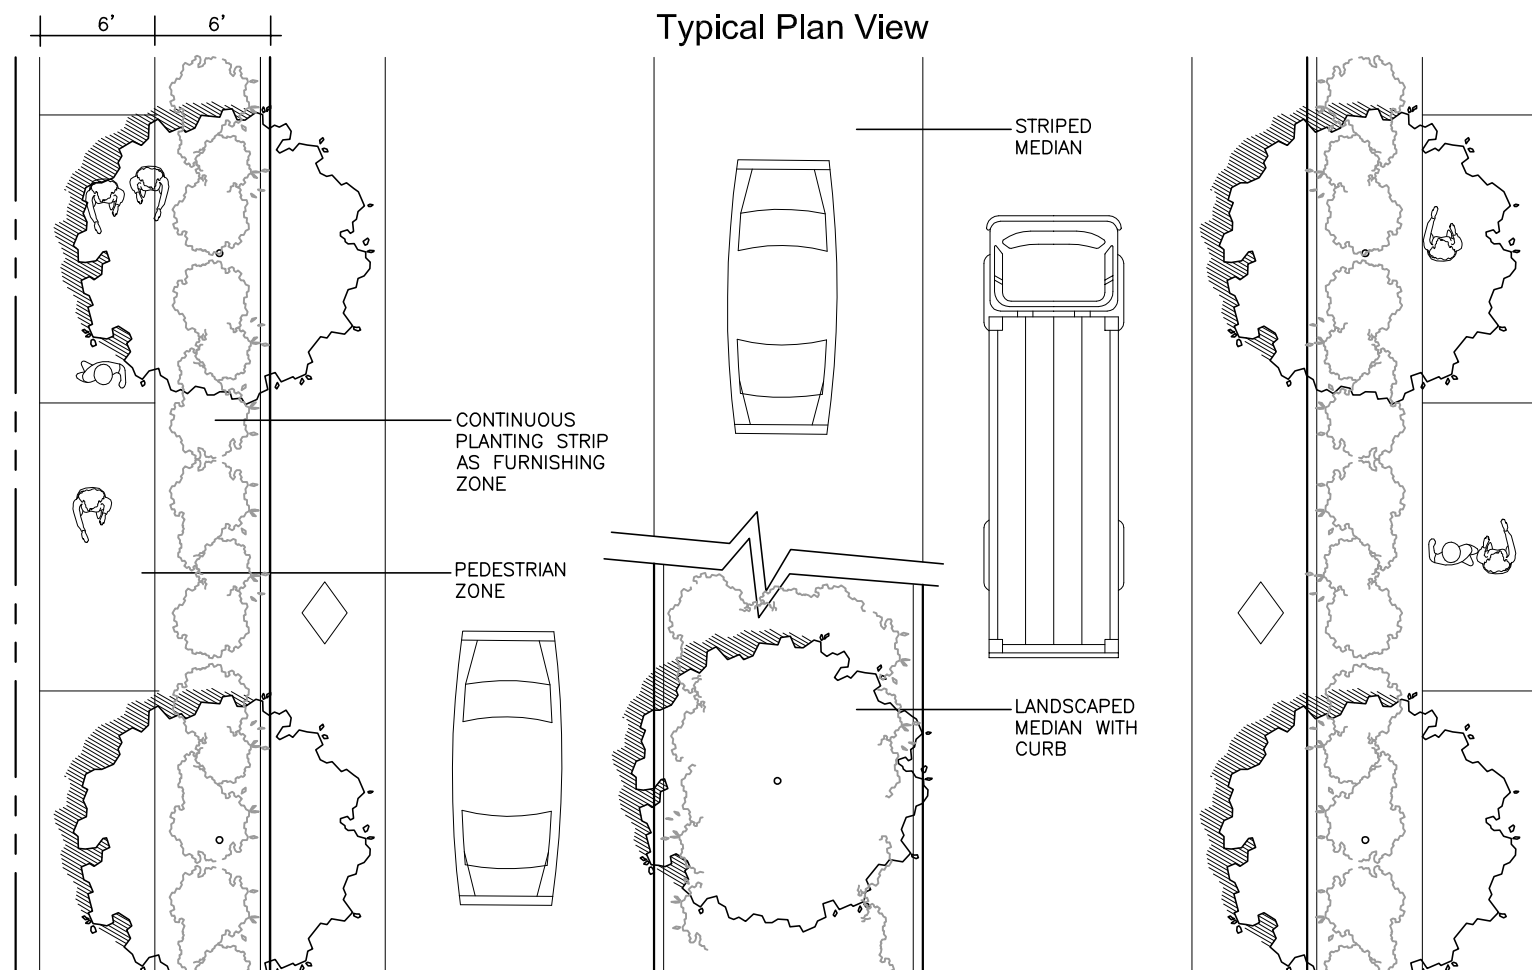 Typical Plan View
6' 6'
STRIPED
MEDIAN
CONTINUOUS
PLANTING STRIP
AS FURNISHING
ZONE
PEDESTRIAN
ZONE
LANDSCAPED
MEDIAN WITH
CURB